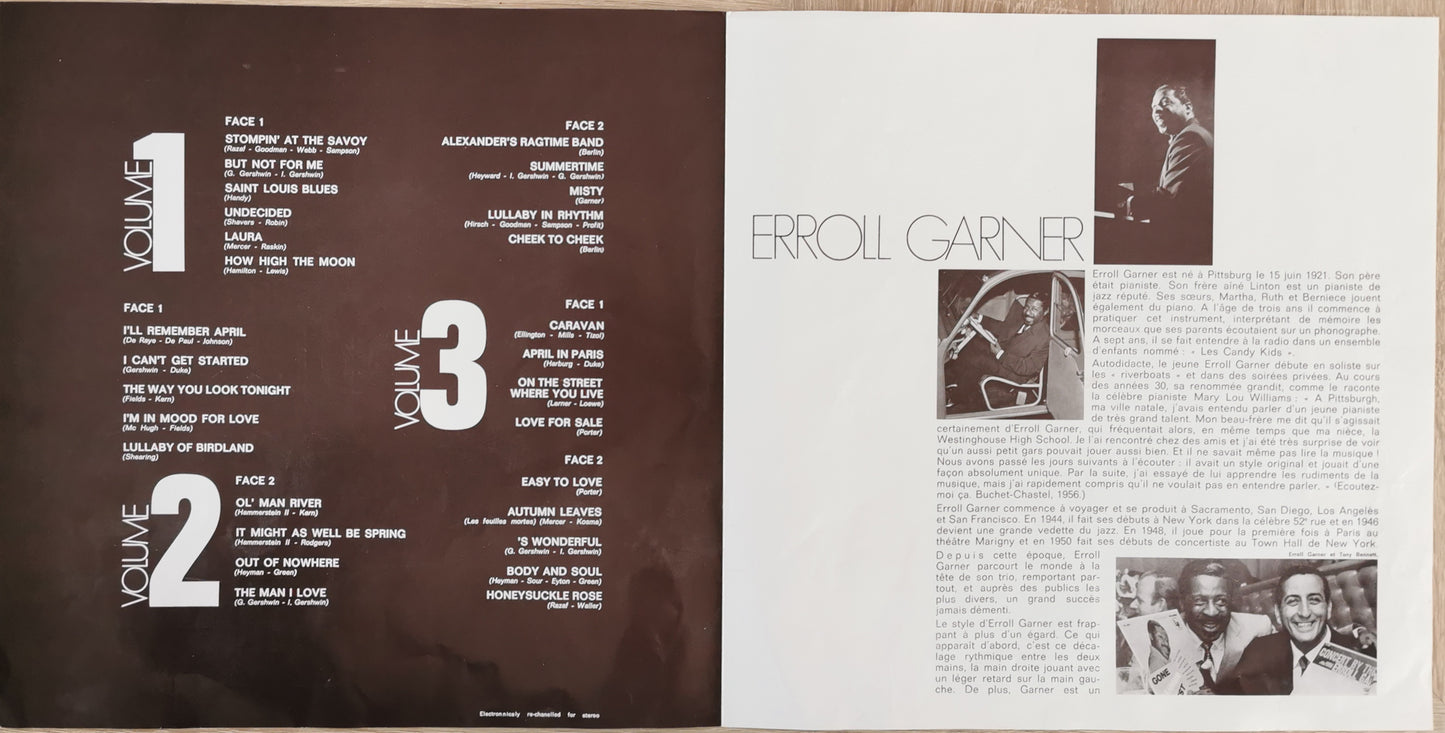 VOLUME 1
FACE 1
STOMPIN' AT THE SAVOY
(Razaf - Goodman - Webb - Sampson)
BUT NOT FOR ME
(G. Gershwin - I. Gershwin)
SAINT LOUIS BLUES
(Handy)
UNDECIDED
(Shavers - Robin)
LAURA
(Mercer - Raskin)
HOW HIGH THE MOON
(Hamilton - Lewis)
FACE 2
ALEXANDER'S RAGTIME BAND
(Berlin)
SUMMERTIME
(Heyward - I. Gershwin - G. Gershwin)
MISTY
(Garner)
LULLABY IN RHYTHM
(Hirsch - Goodman - Sampson - Profit)
CHEEK TO CHEEK
(Berlin)
FACE 1
I'LL REMEMBER APRIL
(De Raye - De Paul - Johnson)
I CAN'T GET STARTED
(Gershwin - Duke)
THE WAY YOU LOOK TONIGHT
(Fields - Kern)
I'M IN MOOD FOR LOVE
(Mc Hugh - Fields)
LULLABY OF BIRDLAND
(Shearing)
VOLUME 2
FACE 2
OL' MAN RIVER
(Hammerstein II - Kern)
IT MIGHT AS WELL BE SPRING
(Hammerstein II - Rodgers)
OUT OF NOWHERE
(Heyman - Green)
THE MAN I LOVE
(G. Gershwin - I. Gershwin)
VOLUME 3
FACE 1
CARAVAN
(Ellington - Mills - Tizol)
APRIL IN PARIS
(Harburg - Duke)
ON THE STREET
WHERE YOU LIVE
(Lerner - Loewe)
LOVE FOR SALE
(Porter)
FACE 2
EASY TO LOVE
(Porter)
AUTUMN LEAVES
(Les feuilles mortes) (Mercer - Kosma)
'S WONDERFUL
(G. Gershwin - I. Gershwin)
BODY AND SOUL
(Heyman - Sour - Eyton - Green)
HONEYSUCKLE ROSE
(Razaf - Waller)
Electronnicely re-chanelled for stereo
ERROLL GARNER
Erroll Garner est né à Pittsburg le 15 juin 1921. Son père
était pianiste. Son frère aîné Linton est un pianiste de
jazz réputé. Ses sœurs, Martha, Ruth et Berniece jouent
également du piano. A l'âge de trois ans il commence à
pratiquer cet instrument, interprétant de mémoire les
morceaux que ses parents écoutaient sur un phonographe.
A sept ans, il se fait entendre à la radio dans un ensemble
d'enfants nommé : « Les Candy Kids ».
Autodidacte, le jeune Erroll Garner débute en soliste sur
les « riverboats » et dans des soirées privées. Au cours
des années 30, sa renommée grandit, comme le raconte
la célèbre pianiste Mary Lou Williams : « A Pittsburgh,
ma ville natale, j'avais entendu parler d'un jeune pianiste
de très grand talent. Mon beau-frère me dit qu'il s'agissait
certainement d'Erroll Garner, qui fréquentait alors, en même temps que ma nièce, la
Westinghouse High School. Je l'ai rencontré chez des amis et j'ai été très surprise de voir
qu'un aussi petit gars pouvait jouer aussi bien. Et il ne savait même pas lire la musique !
Nous avons passé les jours suivants à l'écouter : il avait un style original et jouait d'une
façon absolument unique. Par la suite, j'ai essayé de lui apprendre les rudiments de la
musique, mais j'ai rapidement compris qu'il ne voulait pas en entendre parler. » (Ecoutez-
moi ça. Buchet-Chastel, 1956.)
Erroll Garner commence à voyager et se produit à Sacramento, San Diego, Los Angelès
et San Francisco. En 1944, il fait ses débuts à New York dans la célèbre 52e rue et en 1946
devient une grande vedette du jazz. En 1948, il joue pour la première fois à Paris au
théâtre Marigny et en 1950 fait ses débuts de concertiste au Town Hall de New York.
Erroll Garner et Tony Bennett.
Depuis cette époque, Erroll
Garner parcourt le monde à la
tête de son trio, remportant par-
tout, et auprès des publics les
plus divers, un grand succès
jamais démenti.
Le style d'Erroll Garner est frap-
pant à plus d'un égard. Ce qui
apparait d'abord, c'est ce déca-
lage rythmique entre les deux
mains, la main droite jouant avec
un léger retard sur la main gau-
che. De plus, Garner est un
GONE
CONCERT BY THE